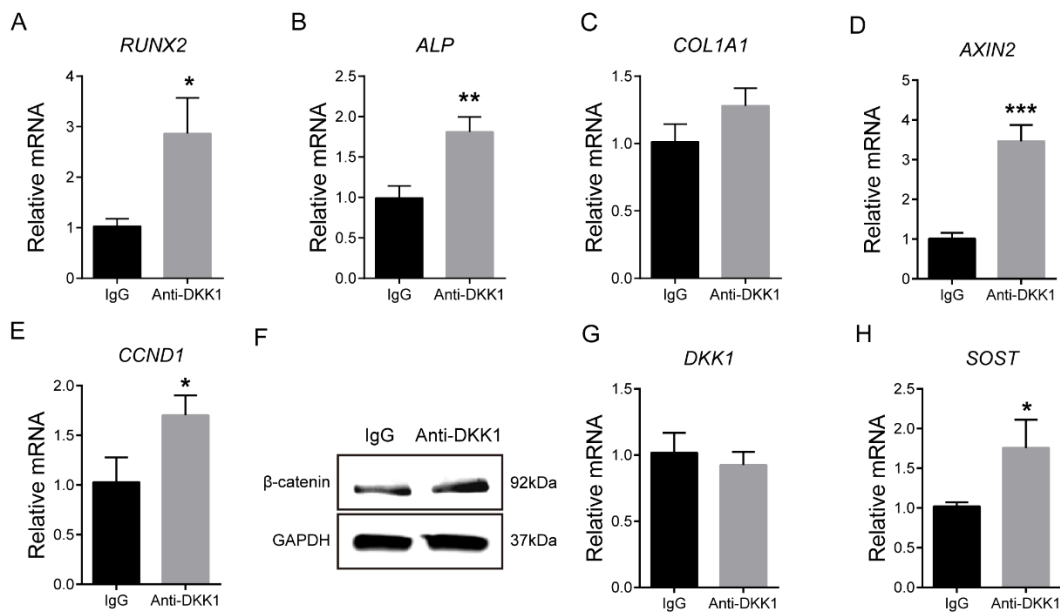 A
RUNX2
Relative mRNA
4
3
2
1
0
*
IgG
Anti-DKK1
B
ALP
Relative mRNA
2.5
2.0
1.5
1.0
0.5
0.0
**
IgG
Anti-DKK1
C
COL1A1
Relative mRNA
1.5
1.0
0.5
0.0
IgG
Anti-DKK1
D
AXIN2
Relative mRNA
5
4
3
2
1
0
***
IgG
Anti-DKK1
E
CCND1
Relative mRNA
2.0
1.5
1.0
0.5
0.0
*
IgG
Anti-DKK1
F
IgG Anti-DKK1
β-catenin 92kDa
GAPDH 37kDa
G
DKK1
Relative mRNA
1.5
1.0
0.5
0.0
IgG
Anti-DKK1
H
SOST
Relative mRNA
2.5
2.0
1.5
1.0
0.5
0.0
*
IgG
Anti-DKK1